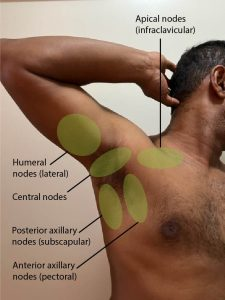 Apical nodes
(infraclavicular)
Humeral
nodes (lateral)
Central nodes
Posterior axillary
nodes (subscapular)
Anterior axillary
nodes (pectoral)